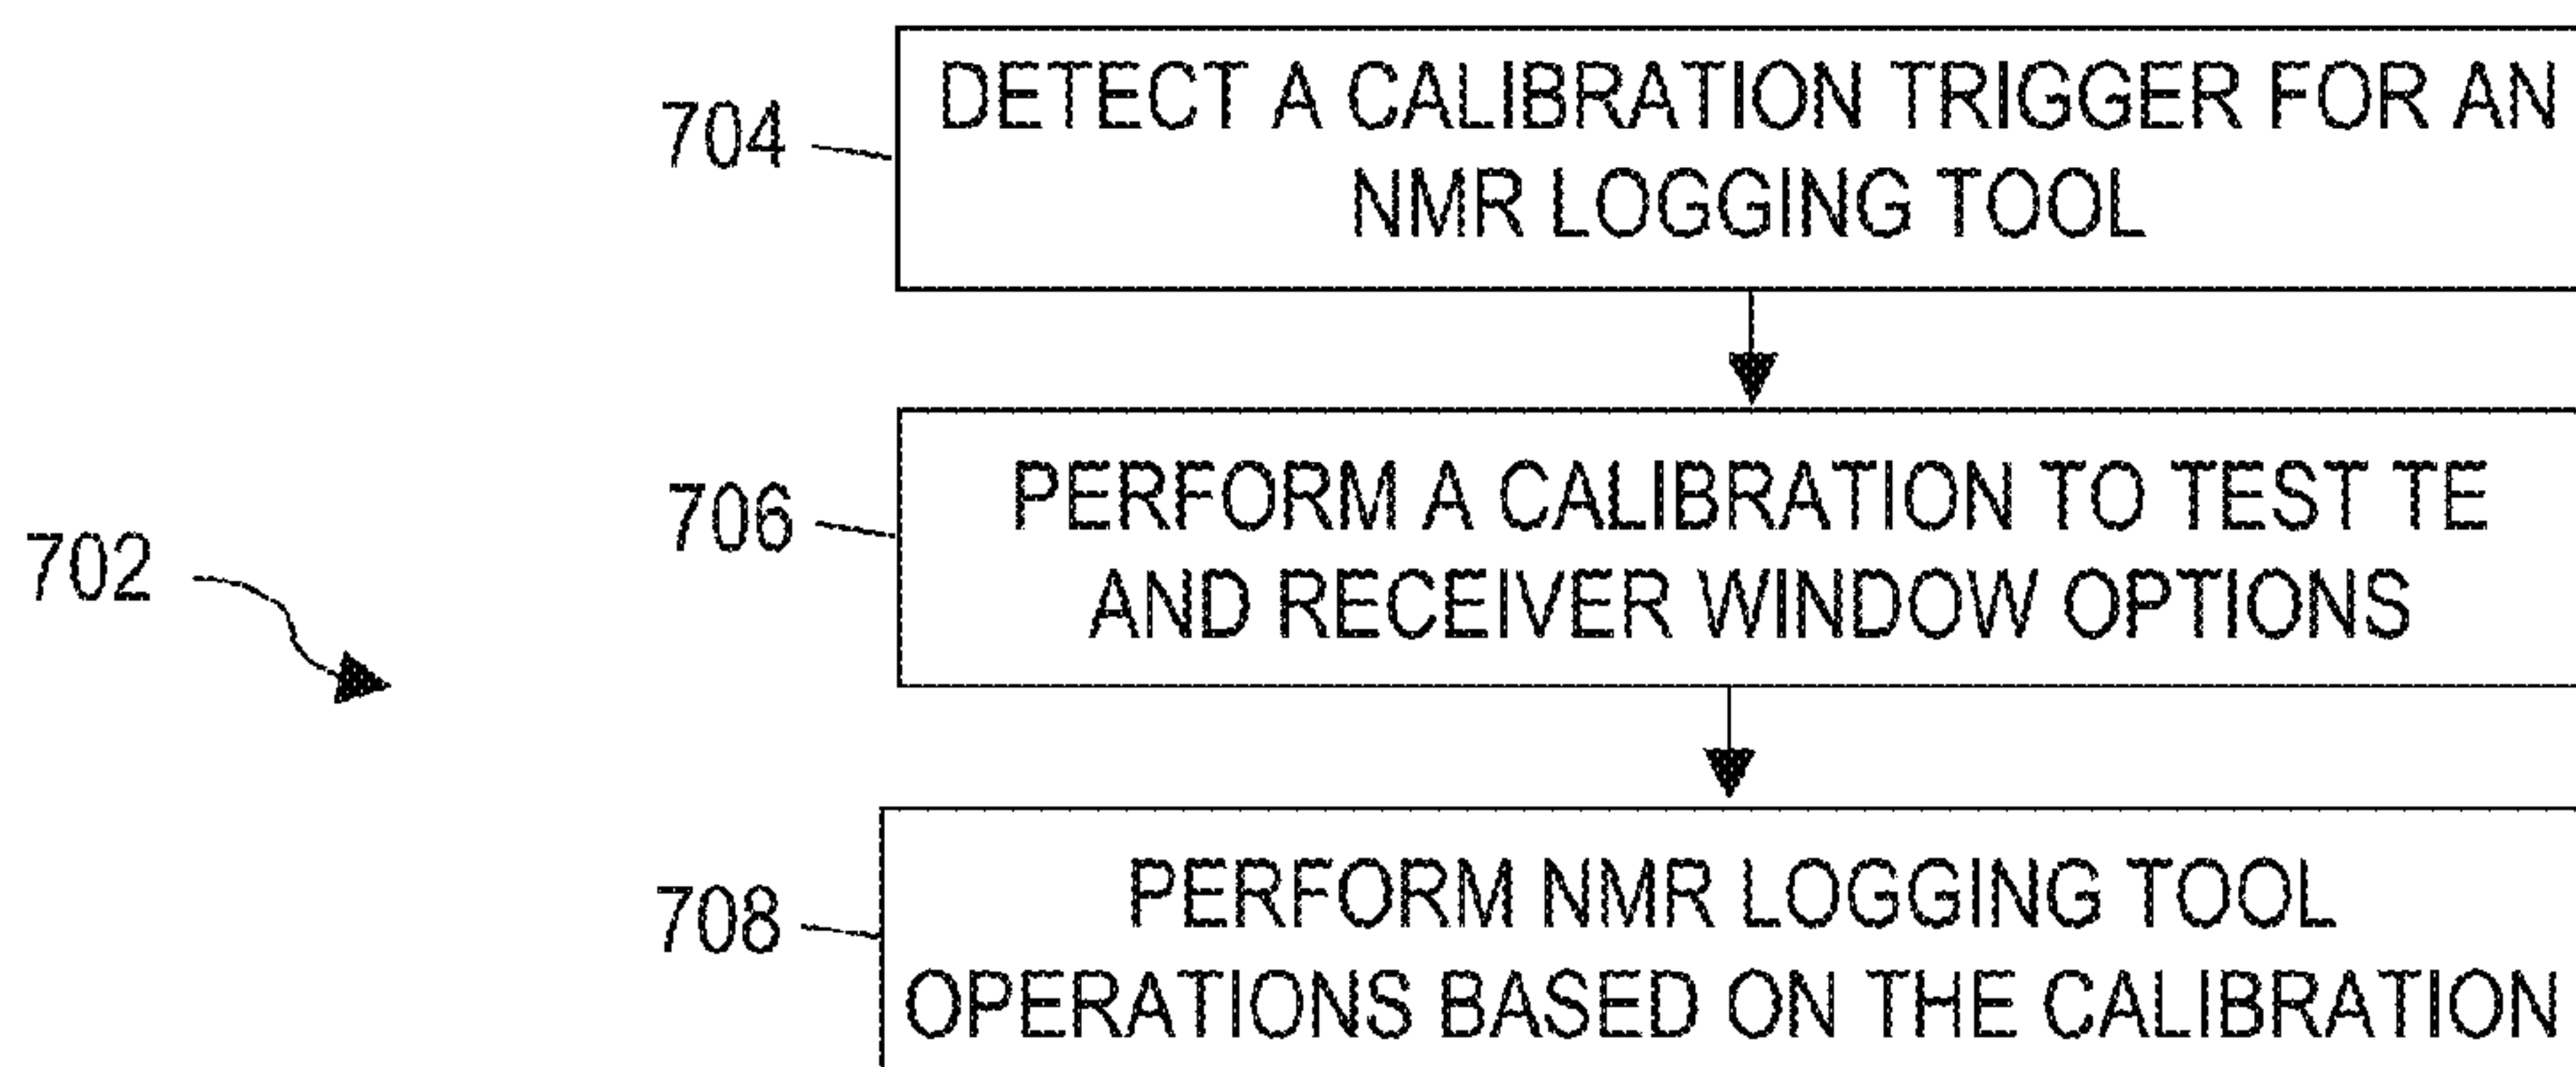 704
DETECT A CALIBRATION TRIGGER FOR AN
NMR LOGGING TOOL
706
PERFORM A CALIBRATION TO TEST TE
AND RECEIVER WINDOW OPTIONS
702
708
PERFORM NMR LOGGING TOOL
OPERATIONS BASED ON THE CALIBRATION